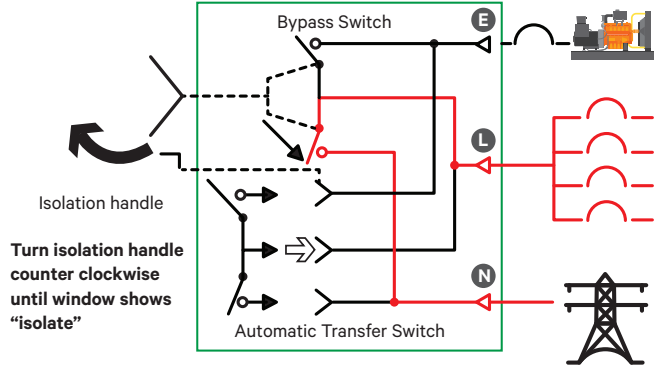 Bypass Switch
E
L
Isolation handle
Turn isolation handle
counter clockwise
until window shows
“isolate”
N
Automatic Transfer Switch